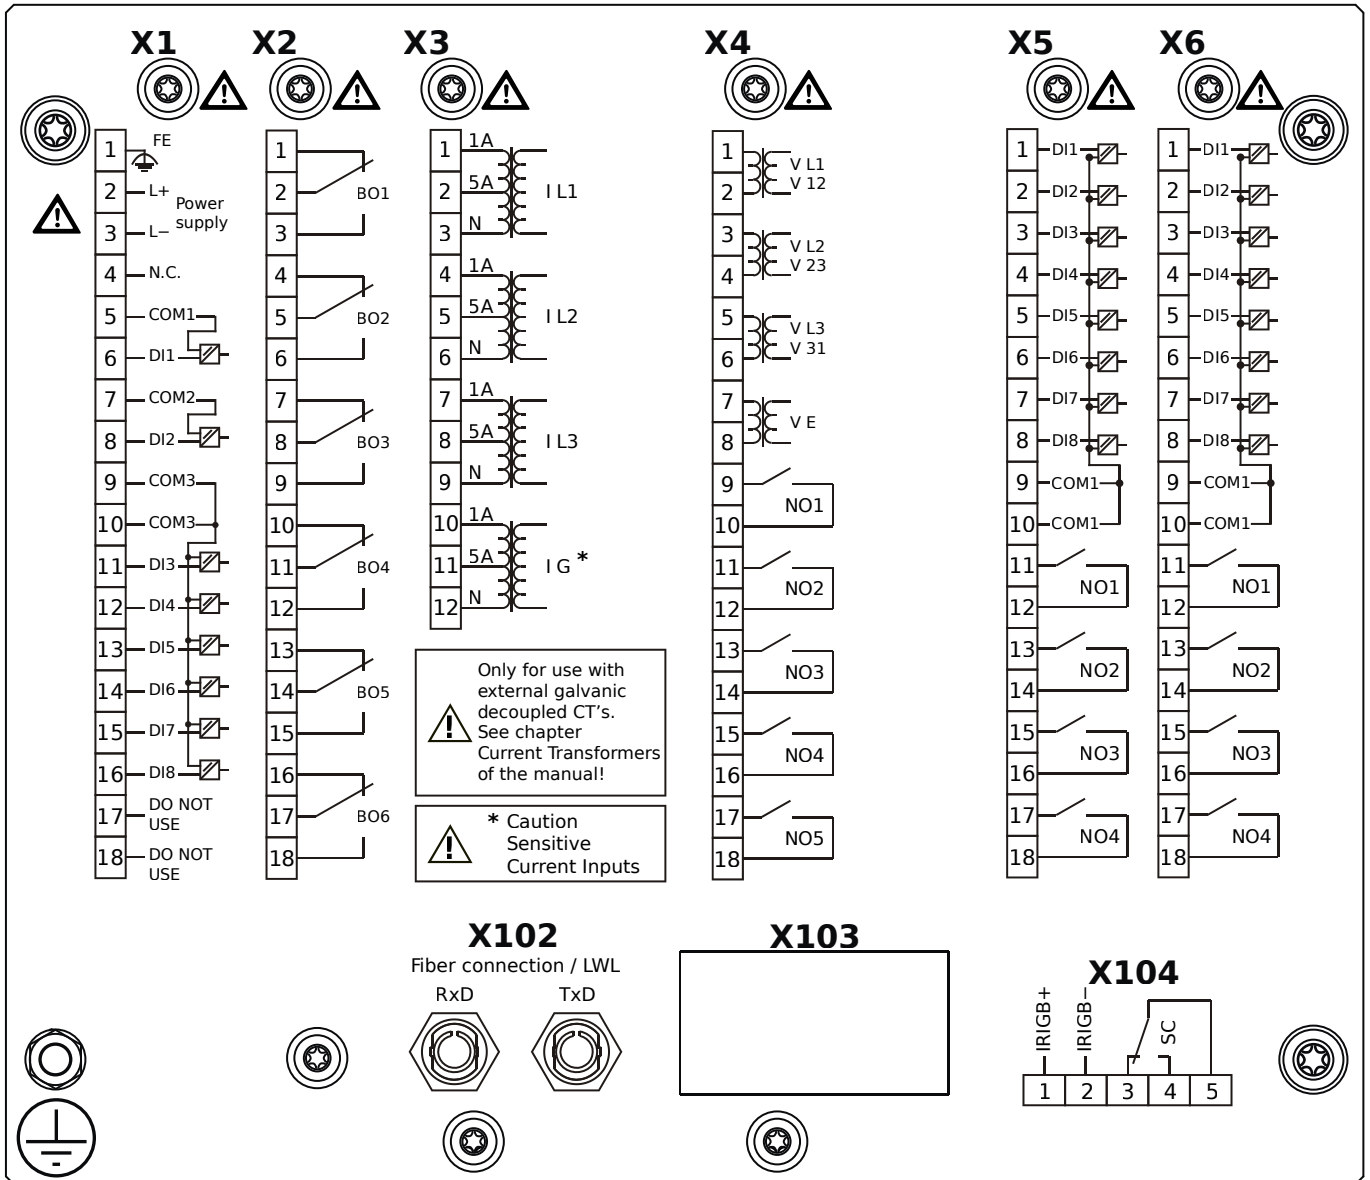 X1 X2 X3 X4 X5 X6
1 FE
2 L+ Power
supply
3 L−
4 N.C.
5 COM1
6 DI1
7 COM2
8 DI2
9 COM3
10 COM3
11 DI3
12 DI4
13 DI5
14 DI6
15 DI7
16 DI8
17 DO NOT
USE
18 DO NOT
USE
1
2 BO1
3
4
5 BO2
6
7
8 BO3
9
10
11 BO4
12
13
14 BO5
15
16
17 BO6
18
1 1A
2 5A I L1
3 N
4 1A
5 5A I L2
6 N
7 1A
8 5A I L3
9 N
10 1A
11 5A I G *
12 N
Only for use with
external galvanic
decoupled CT's.
See chapter
Current Transformers
of the manual!
* Caution
Sensitive
Current Inputs
1 V L1
2 V 12
3 V L2
4 V 23
5 V L3
6 V 31
7 V E
8
9 NO1
10
11 NO2
12
13 NO3
14
15 NO4
16
17 NO5
18
1 DI1
2 DI2
3 DI3
4 DI4
5 DI5
6 DI6
7 DI7
8 DI8
9 COM1
10 COM1
11 NO1
12
13 NO2
14
15 NO3
16
17 NO4
18
1 DI1
2 DI2
3 DI3
4 DI4
5 DI5
6 DI6
7 DI7
8 DI8
9 COM1
10 COM1
11 NO1
12
13 NO2
14
15 NO3
16
17 NO4
18
X102
Fiber connection / LWL
RxD TxD
X103
X104
IRIGB+ IRIGB− SC
1 2 3 4 5